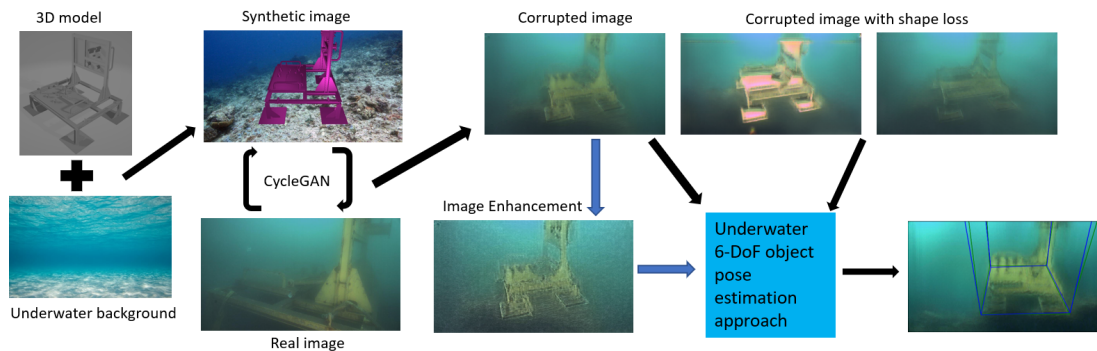 3D model
Synthetic image
Corrupted image
Corrupted image with shape loss
CycleGAN
Image Enhancement
Underwater
6-DoF object
pose
estimation
approach
Underwater background
Real image